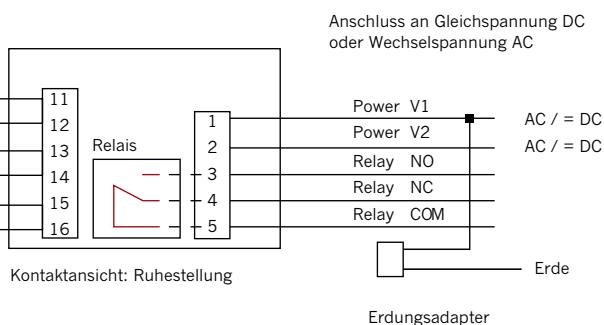 Anschluss an Gleichspannung DC
oder Wechselspannung AC
11
12
13
14
15
16
Relais
1
2
3
4
5
Power V1
Power V2
Relay NO
Relay NC
Relay COM
AC / = DC
AC / = DC
Erde
Kontaktansicht: Ruhestellung
Erdungsadapter